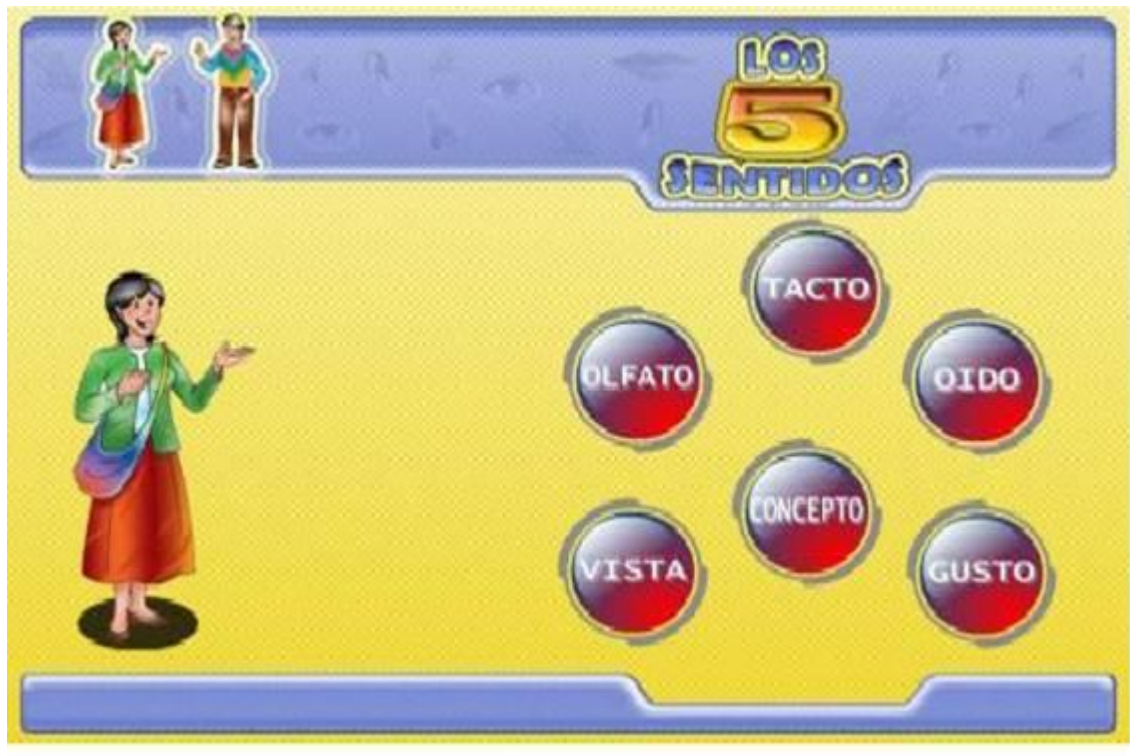 LOS
5
SENTIDOS
TACTO
OLFATO
OIDO
CONCEPTO
VISTA
GUSTO